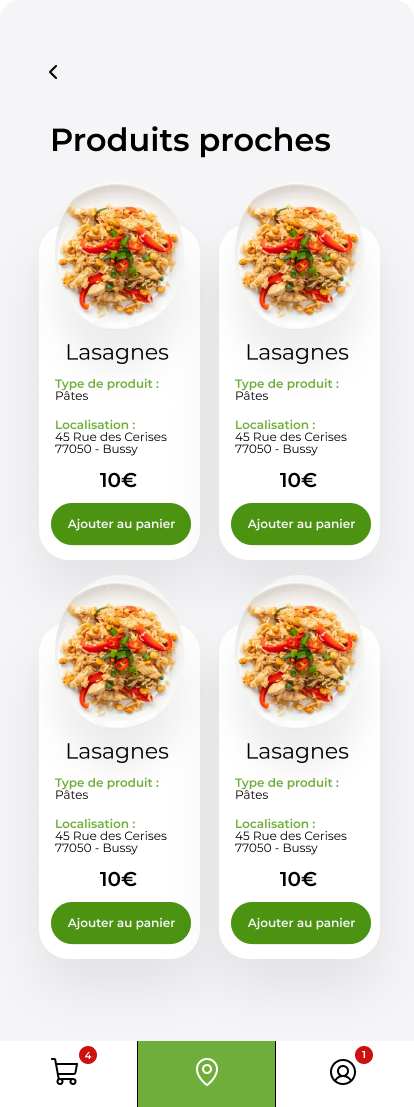 Produits proches
Lasagnes
Type de produit :
Pâtes
Localisation :
45 Rue des Cerises
77050 - Bussy
10€
Ajouter au panier
Lasagnes
Type de produit :
Pâtes
Localisation :
45 Rue des Cerises
77050 - Bussy
10€
Ajouter au panier
Lasagnes
Type de produit :
Pâtes
Localisation :
45 Rue des Cerises
77050 - Bussy
10€
Ajouter au panier
Lasagnes
Type de produit :
Pâtes
Localisation :
45 Rue des Cerises
77050 - Bussy
10€
Ajouter au panier
4
1